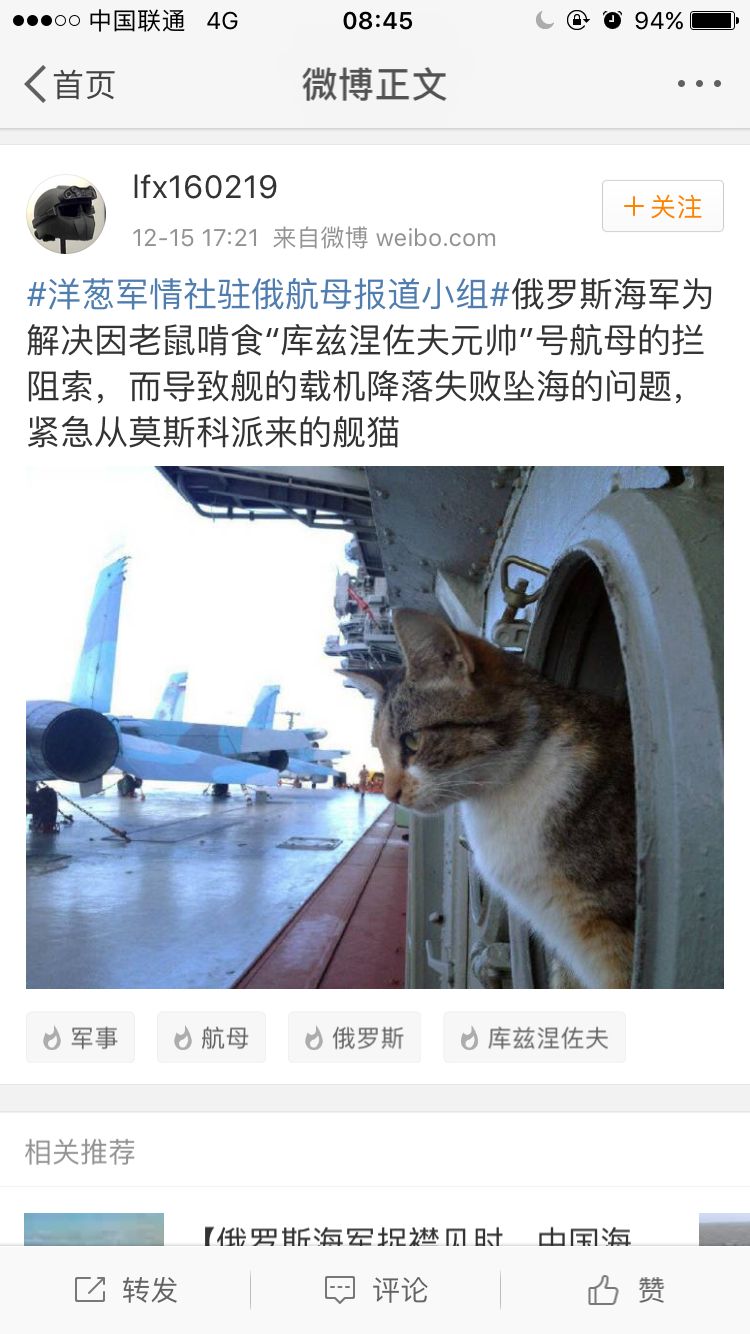 中国联通 4G 08:45 94%
首页 微博正文
lfx160219
+关注
12-15 17:21 来自微博 weibo.com
#洋葱军情社驻俄航母报道小组#俄罗斯海军为
解决因老鼠啃食“库兹涅佐夫元帅”号航母的拦
阻索，而导致舰的载机降落失败坠海的问题，
紧急从莫斯科派来的舰猫
军事 航母 俄罗斯 库兹涅佐夫
相关推荐
【俄罗斯海军捉襟见时 中国海
转发 评论 赞